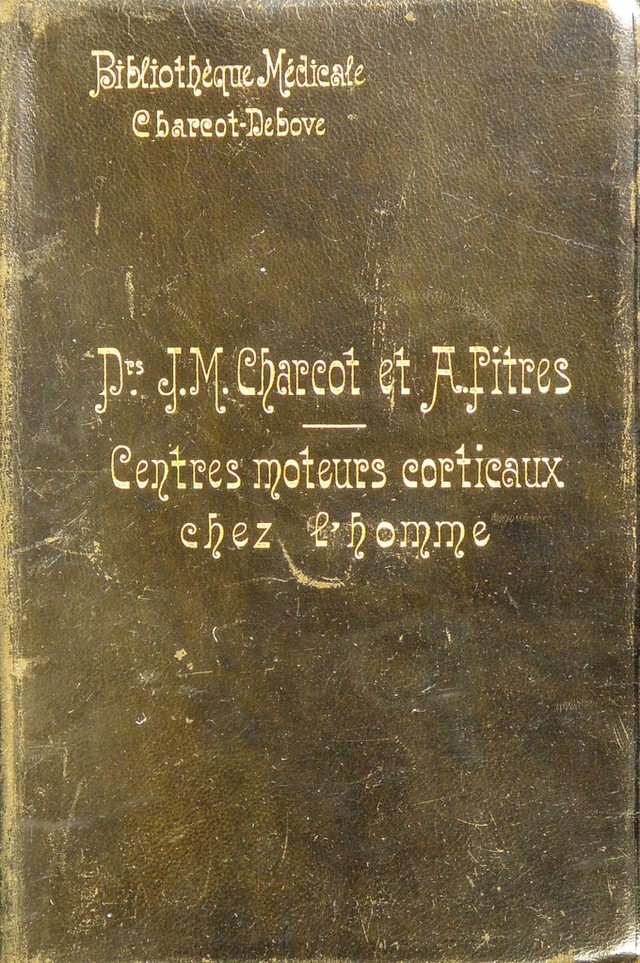 Bibliothèque Médicale
Charcot-Debove
Drs J. M. Charcot et A. Pitres
Centres moteurs corticaux
chez l'homme